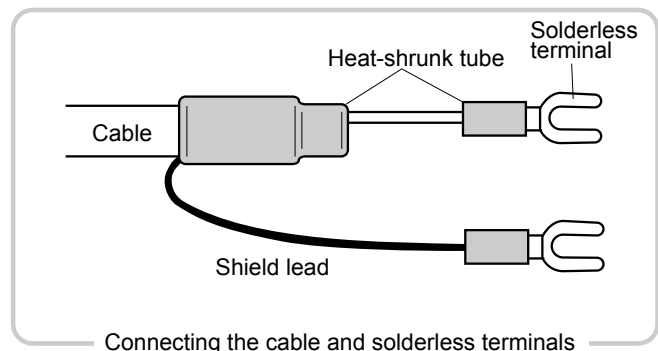 Solderless
terminal
Heat-shrunk tube
Cable
Shield lead
Connecting the cable and solderless terminals